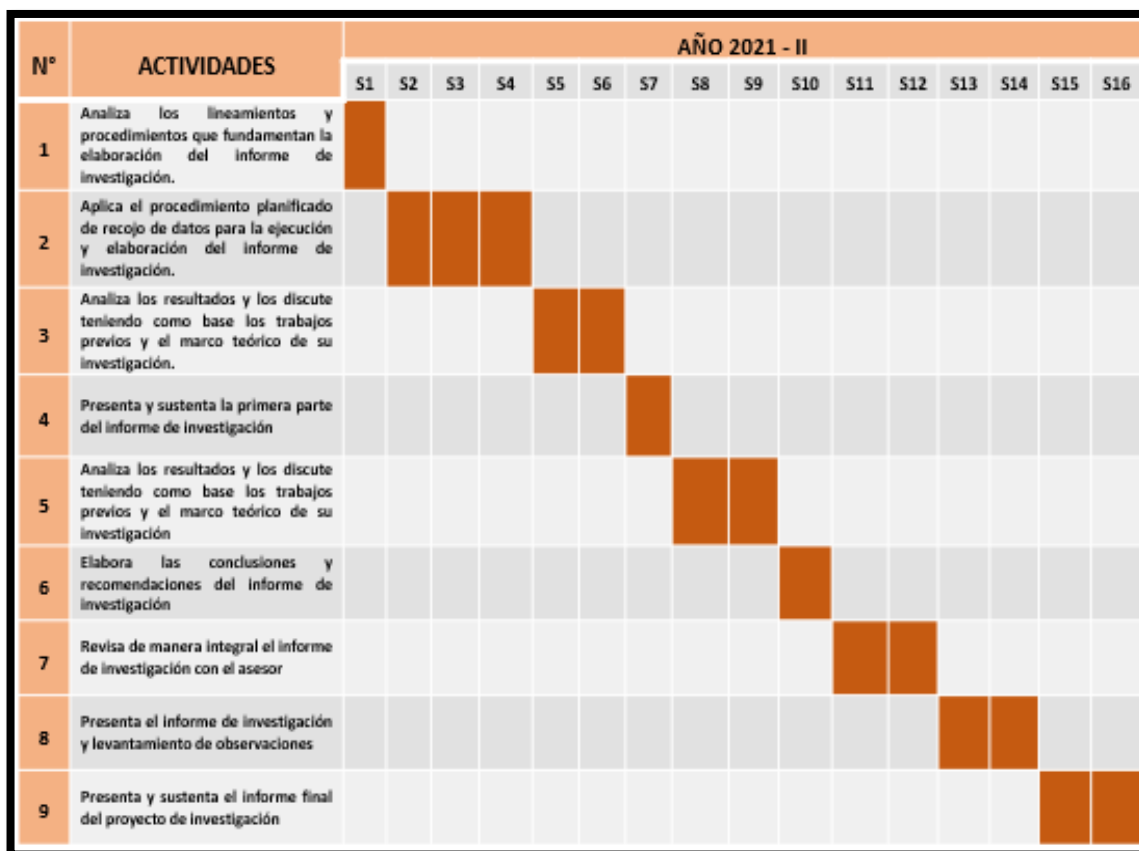 N°
ACTIVIDADES
AÑO 2021 - II
S1 S2 S3 S4 S5 S6 S7 S8 S9 S10 S11 S12 S13 S14 S15 S16
1
Analiza los lineamientos y
procedimientos que fundamentan la
elaboración del informe de
investigación.
2
Aplica el procedimiento planificado
de recojo de datos para la ejecución
y elaboración del informe de
investigación.
3
Analiza los resultados y los discute
teniendo como base los trabajos
previos y el marco teórico de su
investigación.
4
Presenta y sustenta la primera parte
del informe de investigación
5
Analiza los resultados y los discute
teniendo como base los trabajos
previos y el marco teórico de su
investigación
6
Elabora las conclusiones y
recomendaciones del informe de
investigación
7
Revisa de manera integral el informe
de investigación con el asesor
8
Presenta el informe de investigación
y levantamiento de observaciones
9
Presenta y sustenta el informe final
del proyecto de investigación